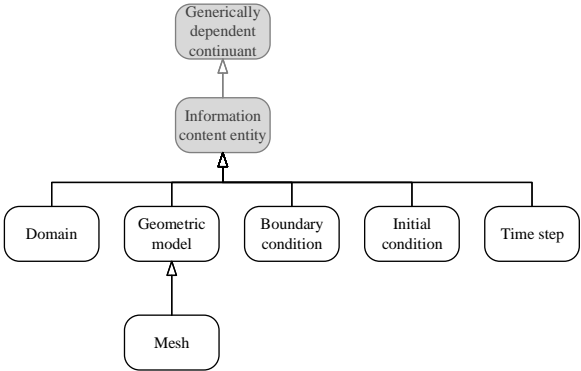 Generically
dependent
continuant
Information
content entity
Domain
Geometric
model
Boundary
condition
Initial
condition
Time step
Mesh